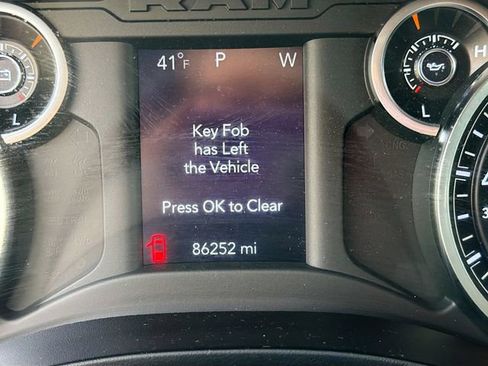 RAM
41°F P W
Key Fob
has Left
the Vehicle
Press OK to Clear
86252 mi
L
H
L